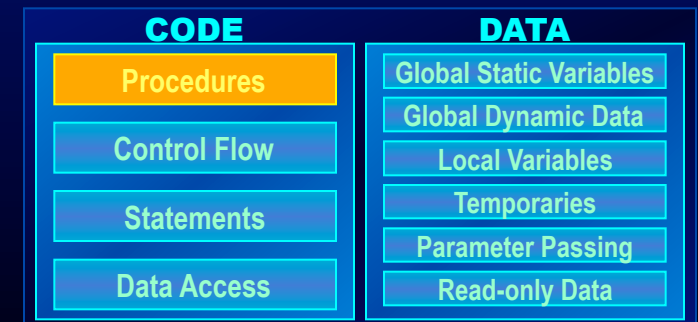 CODE
Procedures
Control Flow
Statements
Data Access
DATA
Global Static Variables
Global Dynamic Data
Local Variables
Temporaries
Parameter Passing
Read-only Data